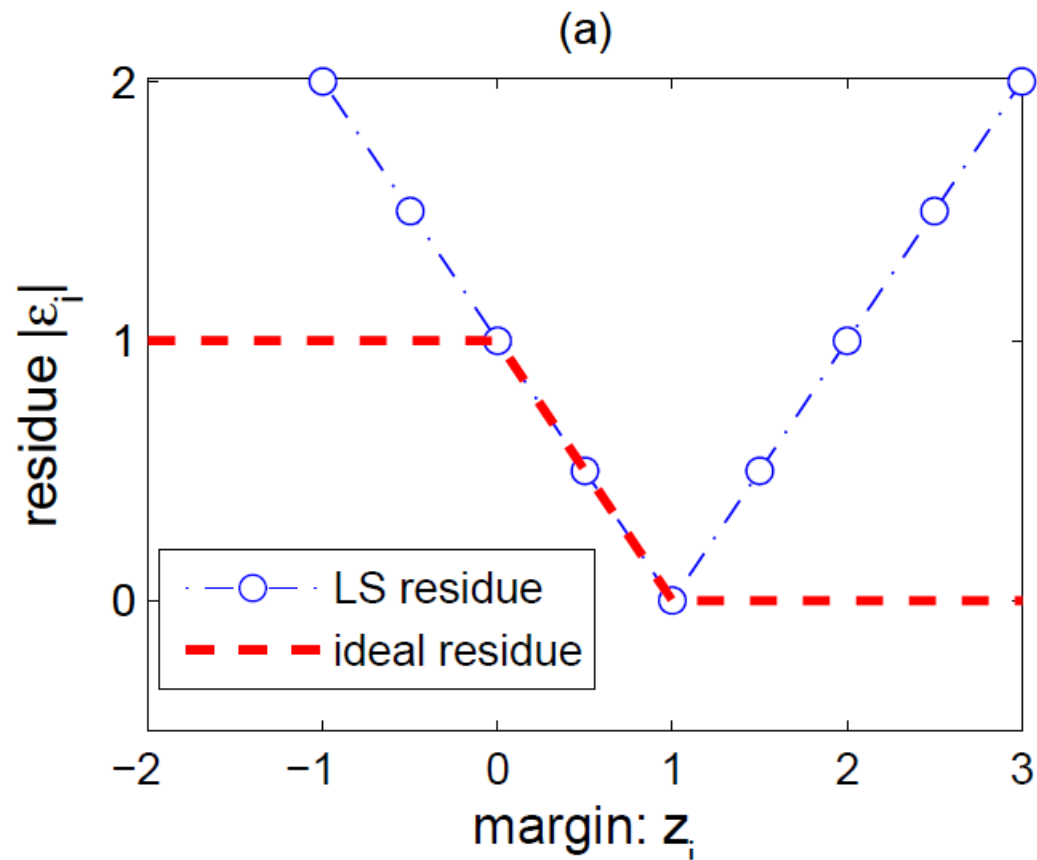 (a)
2
1
0
residue |εi|
LS residue
ideal residue
−2 −1 0 1 2 3
margin: zi